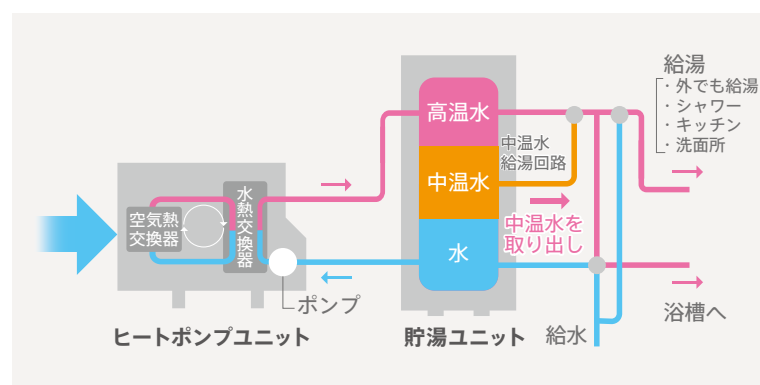 給湯
・外でも給湯
・シャワー
・キッチン
・洗面所
高温水
中温水
給湯回路
中温水
水
熱
交
換
器
空気熱
交換器
中温水を
取り出し
水
ポンプ
浴槽へ
ヒートポンプユニット
貯湯ユニット
給水